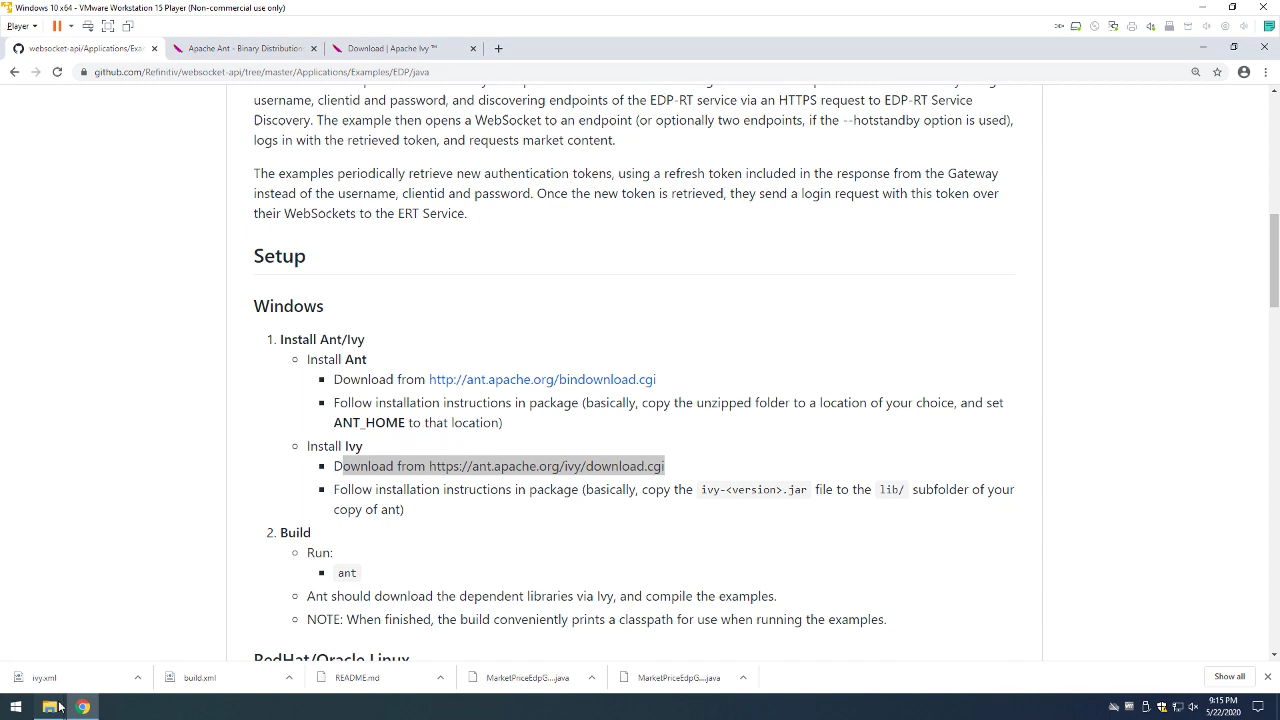 Windows 10 x64 - VMware Workstation 15 Player (Non-commercial use only)
Player
websocket-api/Applications/Exa
Apache Ant - Binary Distributions
Download | Apache Ivy ™
github.com/Refinitiv/websocket-api/tree/master/Applications/Examples/EDP/java
username, clientid and password, and discovering endpoints of the EDP-RT service via an HTTPS request to EDP-RT Service
Discovery. The example then opens a WebSocket to an endpoint (or optionally two endpoints, if the --hotstandby option is used),
logs in with the retrieved token, and requests market content.
The examples periodically retrieve new authentication tokens, using a refresh token included in the response from the Gateway
instead of the username, clientid and password. Once the new token is retrieved, they send a login request with this token over
their WebSockets to the ERT Service.
Setup
Windows
1. Install Ant/Ivy
Install Ant
Download from http://ant.apache.org/bindownload.cgi
Follow installation instructions in package (basically, copy the unzipped folder to a location of your choice, and set
ANT_HOME to that location)
Install Ivy
Download from https://ant.apache.org/ivy/download.cgi
Follow installation instructions in package (basically, copy the ivy-<version>.jar file to the lib/ subfolder of your
copy of ant)
2. Build
Run:
ant
Ant should download the dependent libraries via Ivy, and compile the examples.
NOTE: When finished, the build conveniently prints a classpath for use when running the examples.
RedHat/Oracle Linux
ivy.xml
build.xml
README.md
MarketPriceEdpG....java
MarketPriceEdpG....java
Show all
9:15 PM
5/22/2020